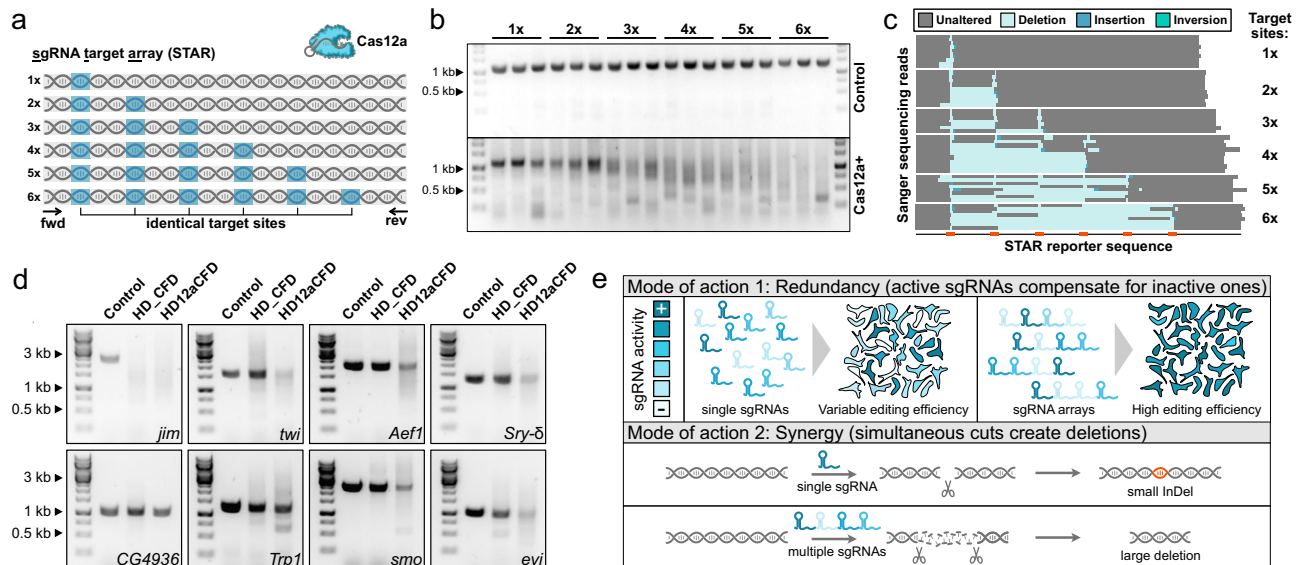 a
sgRNA target array (STAR)
Cas12a
1x
2x
3x
4x
5x
6x
fwd
identical target sites
rev
b
1x 2x 3x 4x 5x 6x
1 kb
0.5 kb
Control
1 kb
0.5 kb
Cas12a+
c
Unaltered Deletion Insertion Inversion
Target sites:
Sanger sequencing reads
1x
2x
3x
4x
5x
6x
STAR reporter sequence
d
Control HD_CFD HD12aCFD
Control HD_CFD HD12aCFD
Control HD_CFD HD12aCFD
Control HD_CFD HD12aCFD
3 kb
1 kb
0.5 kb
jim
twi
Aef1
Sry-δ
3 kb
1 kb
0.5 kb
CG4936
Trp1
smo
evi
e
Mode of action 1: Redundancy (active sgRNAs compensate for inactive ones)
sgRNA activity
+
-
single sgRNAs
Variable editing efficiency
sgRNA arrays
High editing efficiency
Mode of action 2: Synergy (simultaneous cuts create deletions)
single sgRNA
small InDel
multiple sgRNAs
large deletion